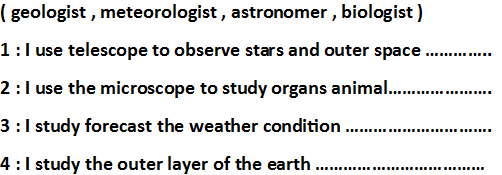 ( geologist , meteorologist , astronomer , biologist )
1 : I use telescope to observe stars and outer space …………..
2 : I use the microscope to study organs animal………………….
3 : I study forecast the weather condition ………………………….
4 : I study the outer layer of the earth ………………………………